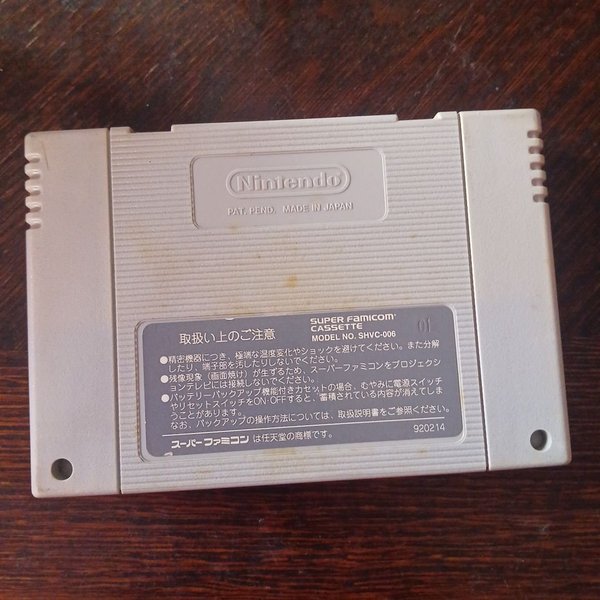 Nintendo
PAT. PEND. MADE IN JAPAN
取扱い上のご注意
SUPER FAMICOM
CASSETTE
MODEL NO. SHVC-006
01
●精密機器につき、極端な温度変化やショックを避けてください。また分解
したり、端子部を汚したりしないでください。
●残像現象(画面焼け)が生ずるため、スーパーファミコンをプロジェクシ
ョンテレビには接続しないでください。
●バッテリーバックアップ機能付きカセットの場合、むやみに電源スイッチ
やリセットスイッチをON・OFFすると、蓄積されている内容が消えてしま
うことがあります。
なお、バックアップの操作方法については、取扱説明書をご参照ください。
スーパーファミコン は任天堂の商標です。
920214